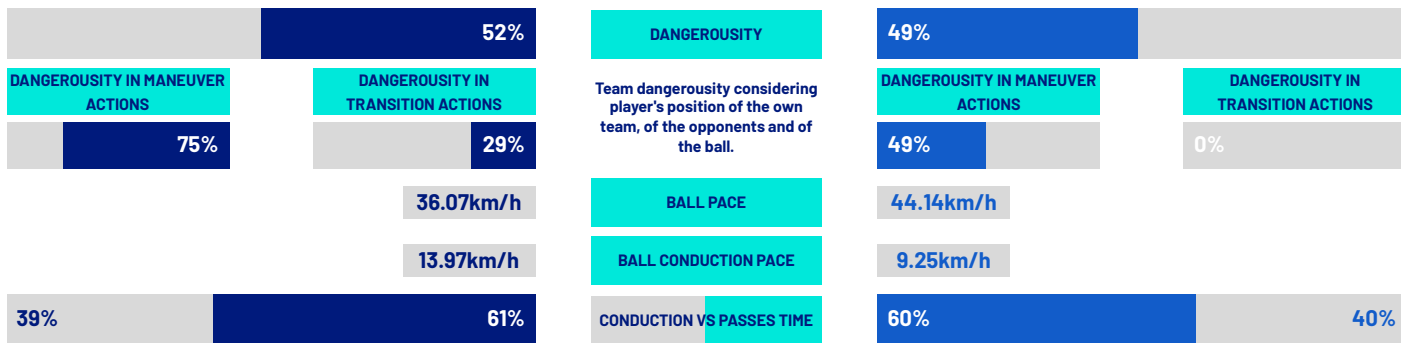 52%
DANGEROUSITY
49%
DANGEROUSITY IN MANEUVER
ACTIONS
DANGEROUSITY IN
TRANSITION ACTIONS
Team dangerousity considering
player's position of the own
team, of the opponents and of
the ball.
DANGEROUSITY IN MANEUVER
ACTIONS
DANGEROUSITY IN
TRANSITION ACTIONS
75%
29%
49%
0%
36.07km/h
BALL PACE
44.14km/h
13.97km/h
BALL CONDUCTION PACE
9.25km/h
39%
61%
CONDUCTION VS PASSES TIME
60%
40%